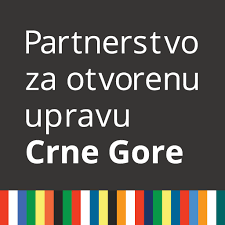 Partnerstvo
za otvorenu
upravu
Crne Gore